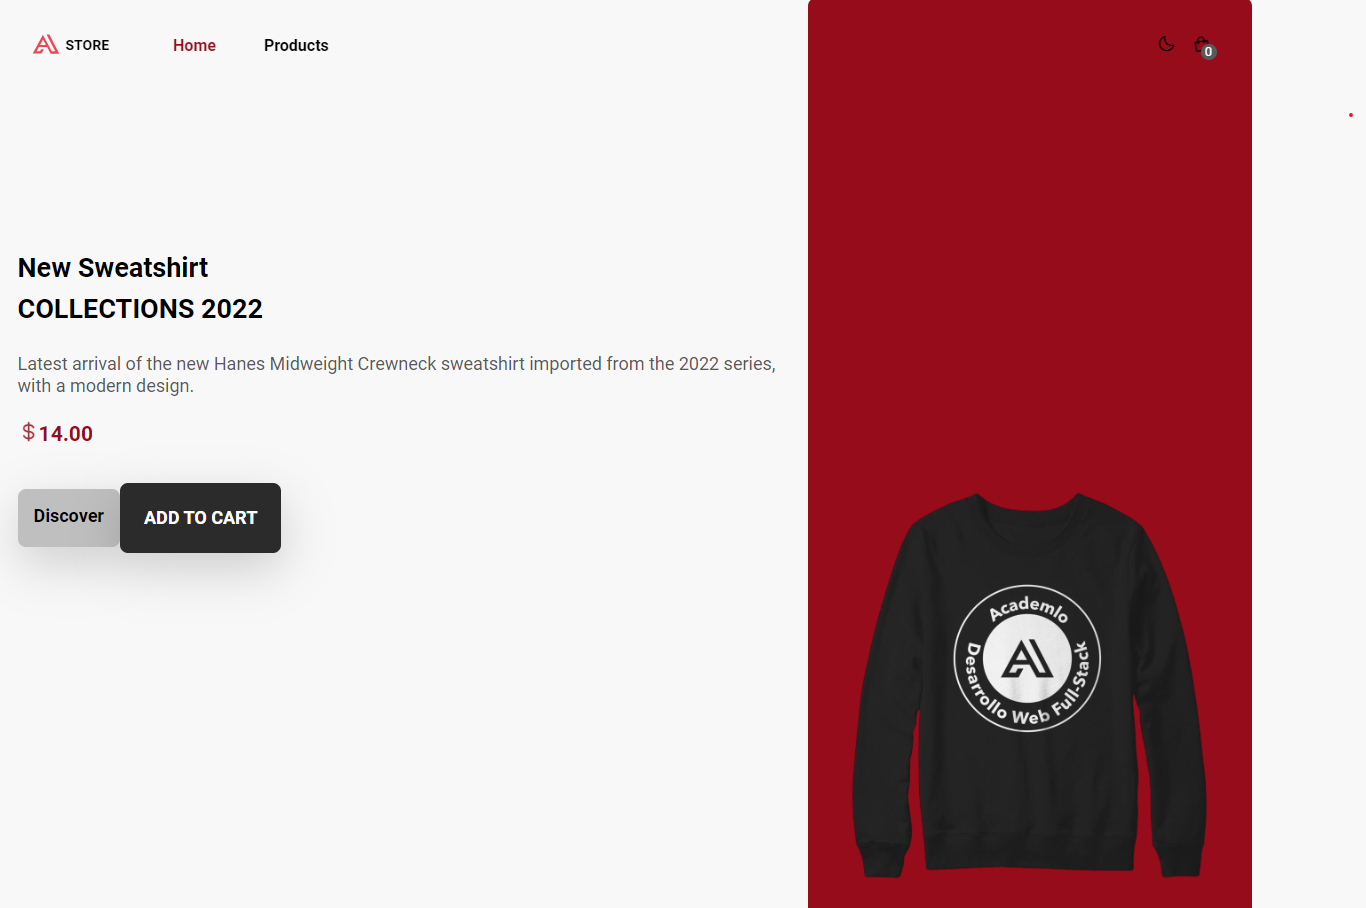 STORE
Home
Products
0
New Sweatshirt
COLLECTIONS 2022
Latest arrival of the new Hanes Midweight Crewneck sweatshirt imported from the 2022 series,
with a modern design.
$14.00
Discover
ADD TO CART
Academlo
Desarrollo Web Full-Stack